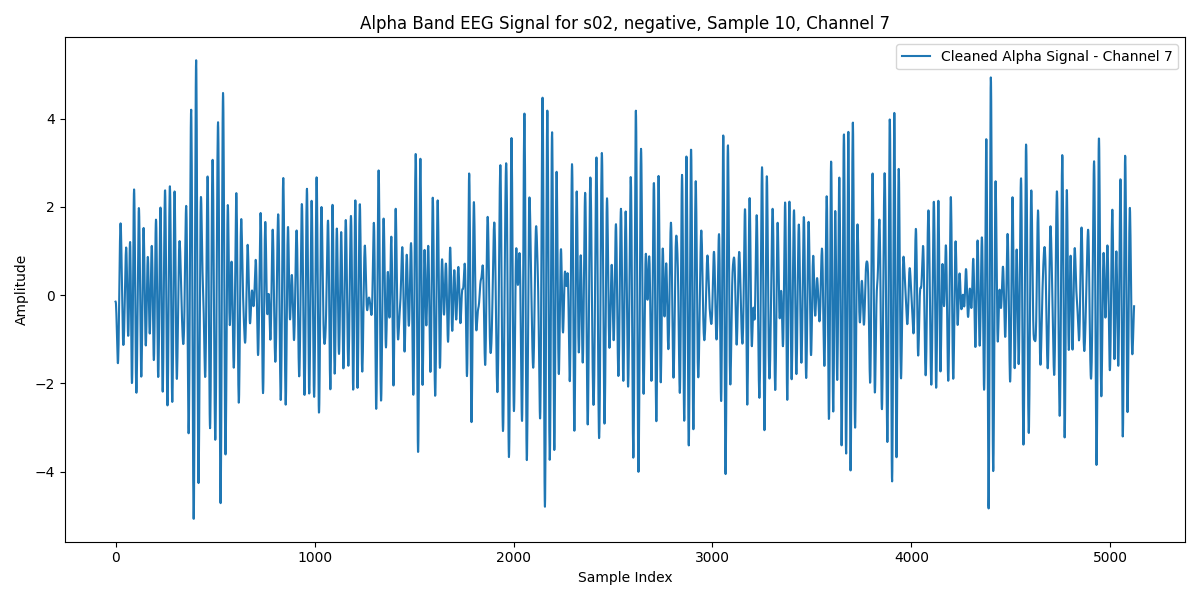 Alpha Band EEG Signal for s02, negative, Sample 10, Channel 7
Cleaned Alpha Signal - Channel 7
Amplitude
4
2
0
−2
−4
0 1000 2000 3000 4000 5000
Sample Index